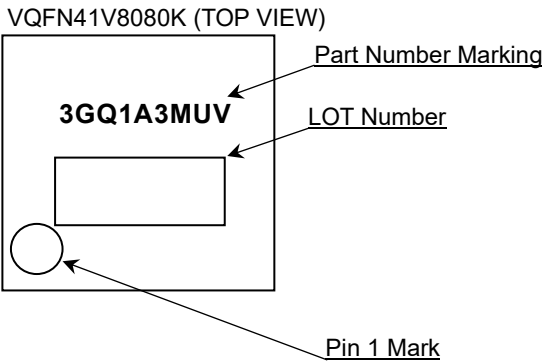 VQFN41V8080K (TOP VIEW)
Part Number Marking
3GQ1A3MUV
LOT Number
Pin 1 Mark